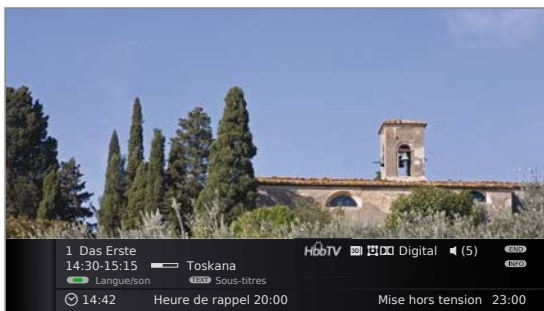 1 Das Erste HbbTV 3D Digital (5) END
14:30-15:15 Toskana INFO
Langue/son TEXT Sous-titres
14:42 Heure de rappel 20:00 Mise hors tension 23:00